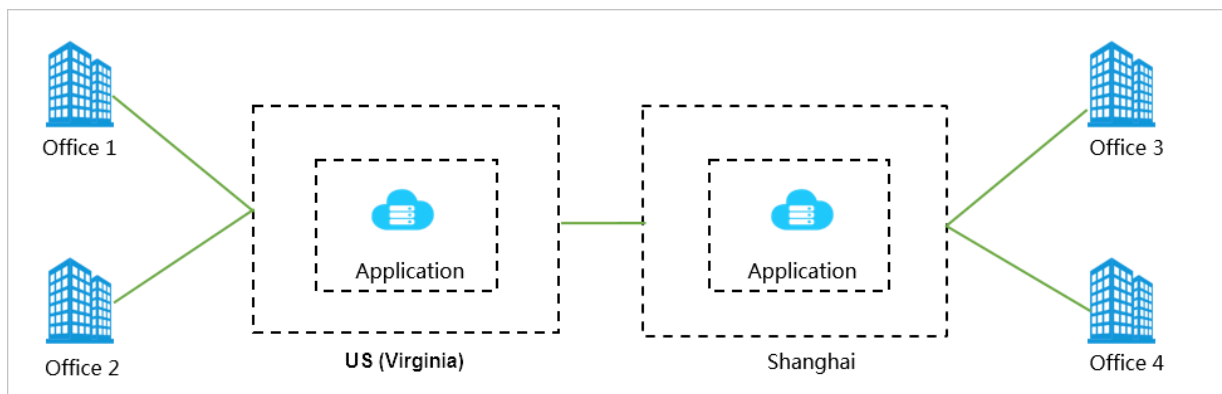 Office 1
Office 3
Application
Application
Office 2
US (Virginia)
Shanghai
Office 4